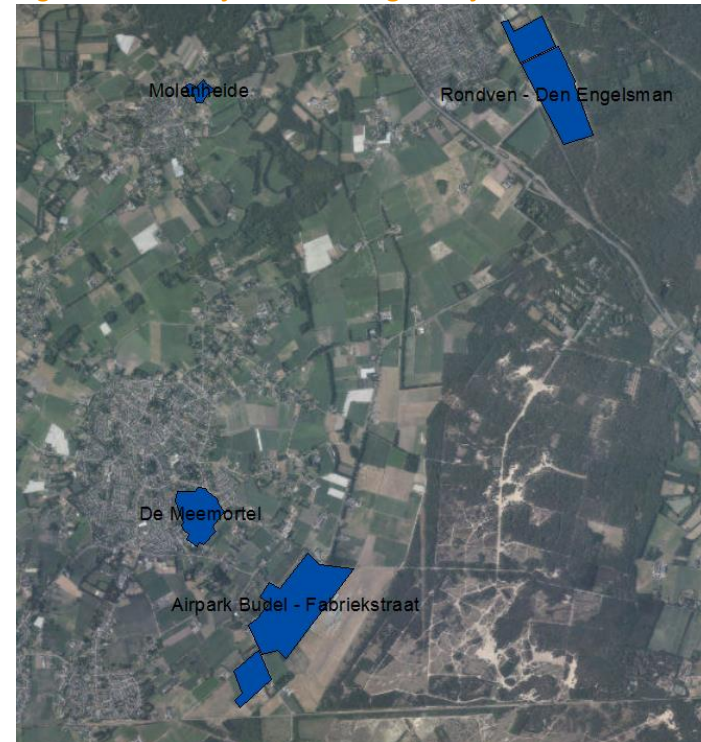 Molenheide
Rondven - Den Engelsman
De Meemortel
Airpark Budel - Fabriekstraat